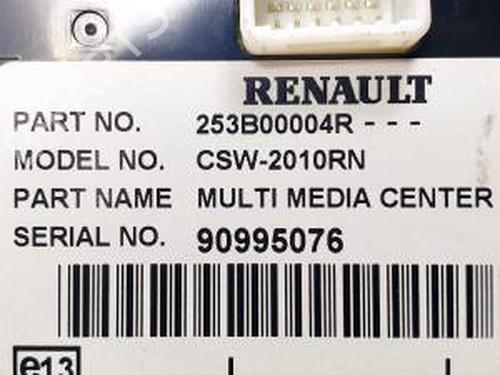 RENAULT
PART NO. 253B00004R - - -
MODEL NO. CSW-2010RN
PART NAME MULTI MEDIA CENTER
SERIAL NO. 90995076
e13